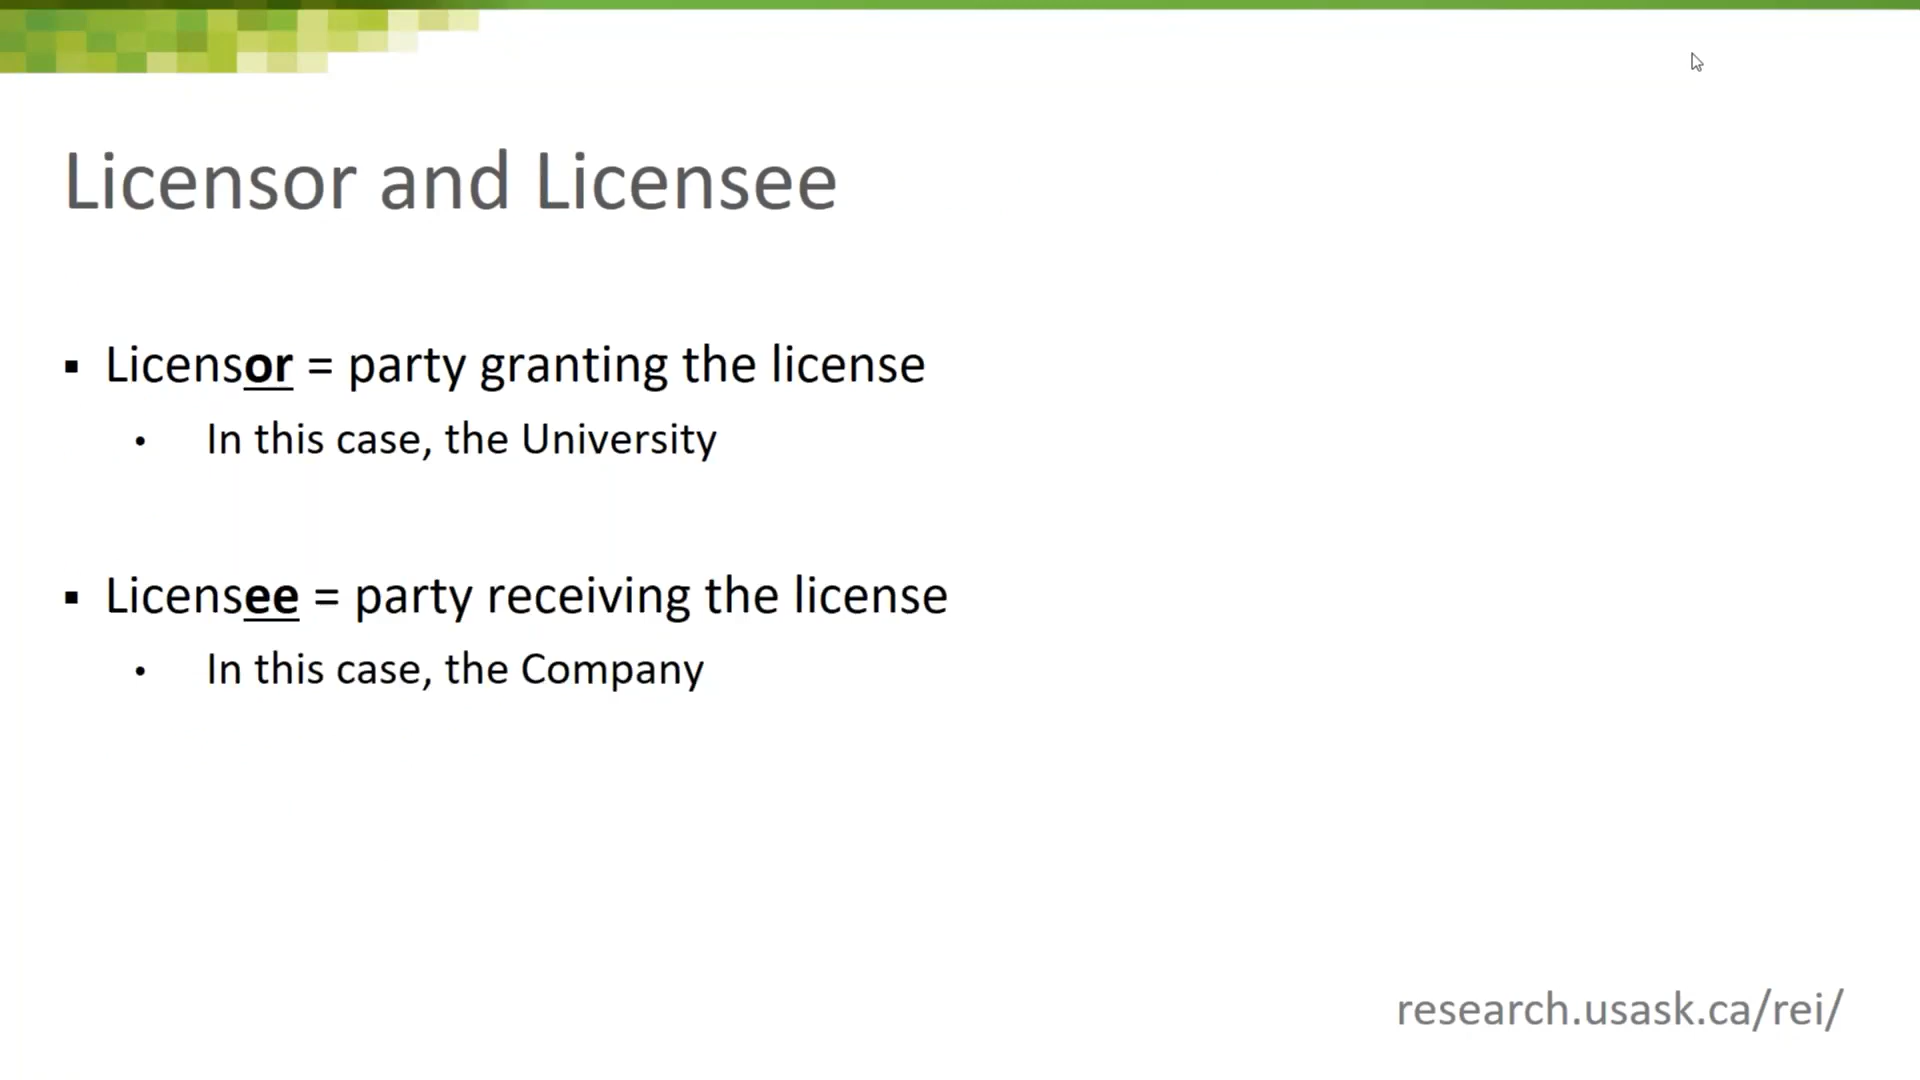 Licensor and Licensee
▪ Licensor = party granting the license
• In this case, the University
▪ Licensee = party receiving the license
• In this case, the Company
research.usask.ca/rei/